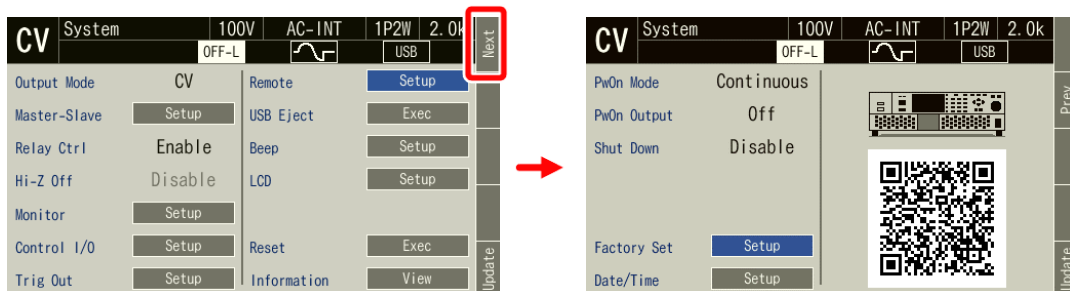 CV System 100V AC-INT 1P2W 2.0k Next
OFF-L USB
Output Mode CV Remote Setup
Master-Slave Setup USB Eject Exec
Relay Ctrl Enable Beep Setup
Hi-Z Off Disable LCD Setup
Monitor Setup
Control I/O Setup Reset Exec
Trig Out Setup Information View
Update
CV System 100V AC-INT 1P2W 2.0k
OFF-L USB
PwOn Mode Continuous
PwOn Output Off
Shut Down Disable
Factory Set Setup
Date/Time Setup
Prev
Update